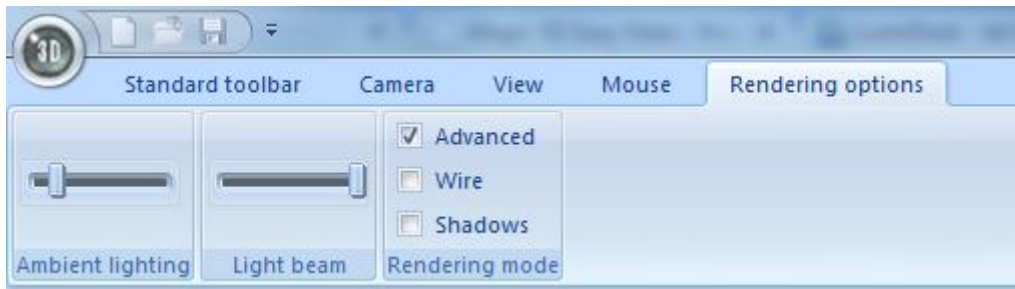 3D
Standard toolbar Camera View Mouse Rendering options
Advanced
Wire
Shadows
Ambient lighting Light beam Rendering mode